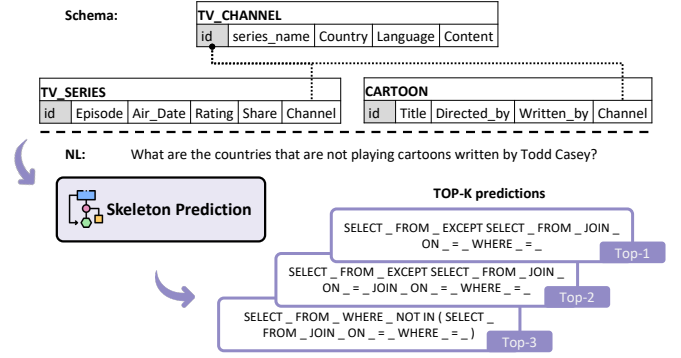 Schema:
TV_CHANNEL
id series_name Country Language Content
TV_SERIES
id Episode Air_Date Rating Share Channel
CARTOON
id Title Directed_by Written_by Channel
NL: What are the countries that are not playing cartoons written by Todd Casey?
Skeleton Prediction
TOP-K predictions
SELECT _ FROM _ EXCEPT SELECT _ FROM _ JOIN _
ON _ = _ WHERE _ = _
Top-1
SELECT _ FROM _ EXCEPT SELECT _ FROM _ JOIN _
ON _ = _ JOIN _ ON _ = _ WHERE _ = _
Top-2
SELECT _ FROM _ WHERE _ NOT IN ( SELECT _
FROM _ JOIN _ ON _ = _ WHERE _ = _ )
Top-3